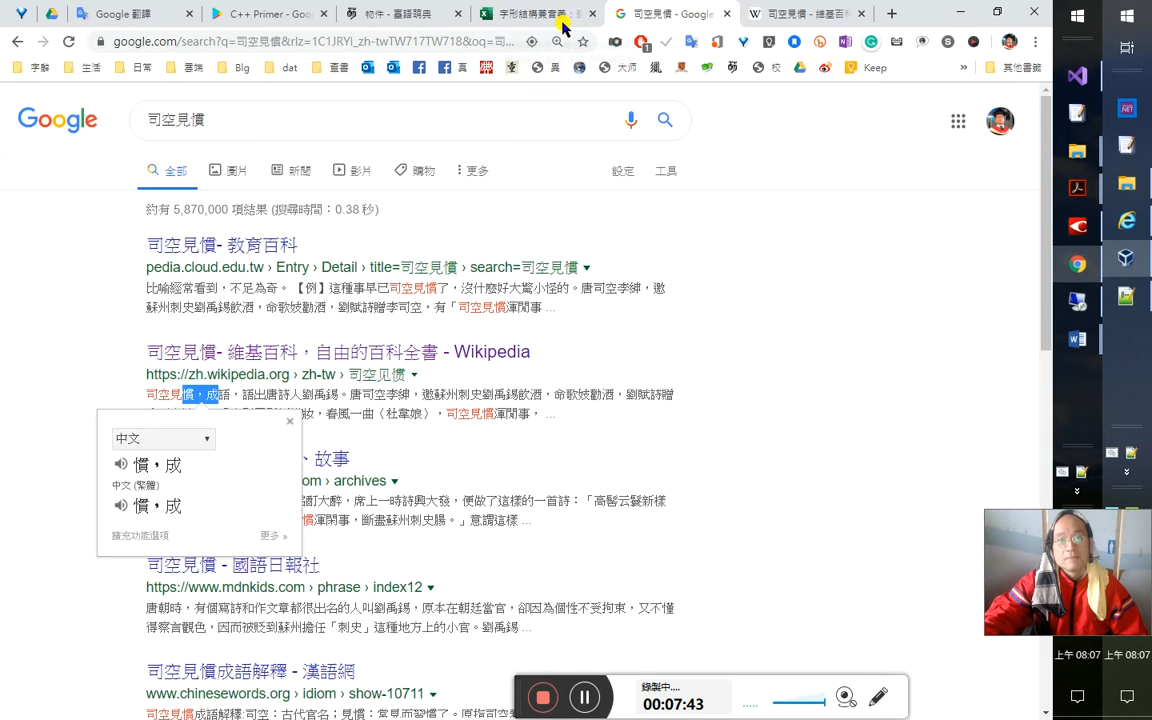 Google 翻譯
C++ Primer - Goo
萌 初件 - 臺語萌典
字形結構兼音義
司空見慣 - Google
司空見慣 - 維基百科
google.com/search?q=司空見慣&rlz=1C1JRYI_zh-twTW717TW718&oq=司
字辭
生活
日常
雲端
Blg
dat
查書
真
異
大师
校
Keep
其他書籤
Google
司空見慣
全部
圖片
新聞
影片
購物
更多
設定
工具
約有 5,870,000 項結果 (搜尋時間：0.38 秒)
司空見慣- 教育百科
pedia.cloud.edu.tw › Entry › Detail › title=司空見慣 › search=司空見慣
比喻經常看到，不足為奇。【例】這種事早已司空見慣了，沒什麼好大驚小怪的。唐司空李紳，邀
蘇州刺史劉禹錫飲酒，命歌妓勸酒，劉賦詩贈李司空，有「司空見慣渾閒事 ...
司空見慣- 維基百科，自由的百科全書 - Wikipedia
https://zh.wikipedia.org › zh-tw › 司空见惯
司空見慣，成語，語出唐詩人劉禹錫。唐司空李紳，邀蘇州刺史劉禹錫飲酒，命歌妓勸酒，劉賦詩贈
妝，春風一曲〈杜韋娘〉，司空見慣渾閒事， ...
中文
慣，成
中文 (繁體)
慣，成
擴充功能選項
更多 »
、故事
om › archives
酊大醉，席上一時詩興大發，便做了這樣的一首詩：「高髻云鬟新樣
慣渾閑事，斷盡蘇州刺史腸。」意謂這樣 ...
司空見慣 - 國語日報社
https://www.mdnkids.com › phrase › index12
唐朝時，有個寫詩和作文章都很出名的人叫劉禹錫，原本在朝廷當官，卻因為個性不受拘束，又不懂
得察言觀色，因而被貶到蘇州擔任「刺史」這種地方上的小官。劉禹錫 ...
司空見慣成語解釋 - 漢語網
www.chinesewords.org › idiom › show-10711
司空見慣成語解釋:司空：古代官名；見慣：常見而習慣了。
錄製中....
00:07:43
上午 08:07
上午 08:07